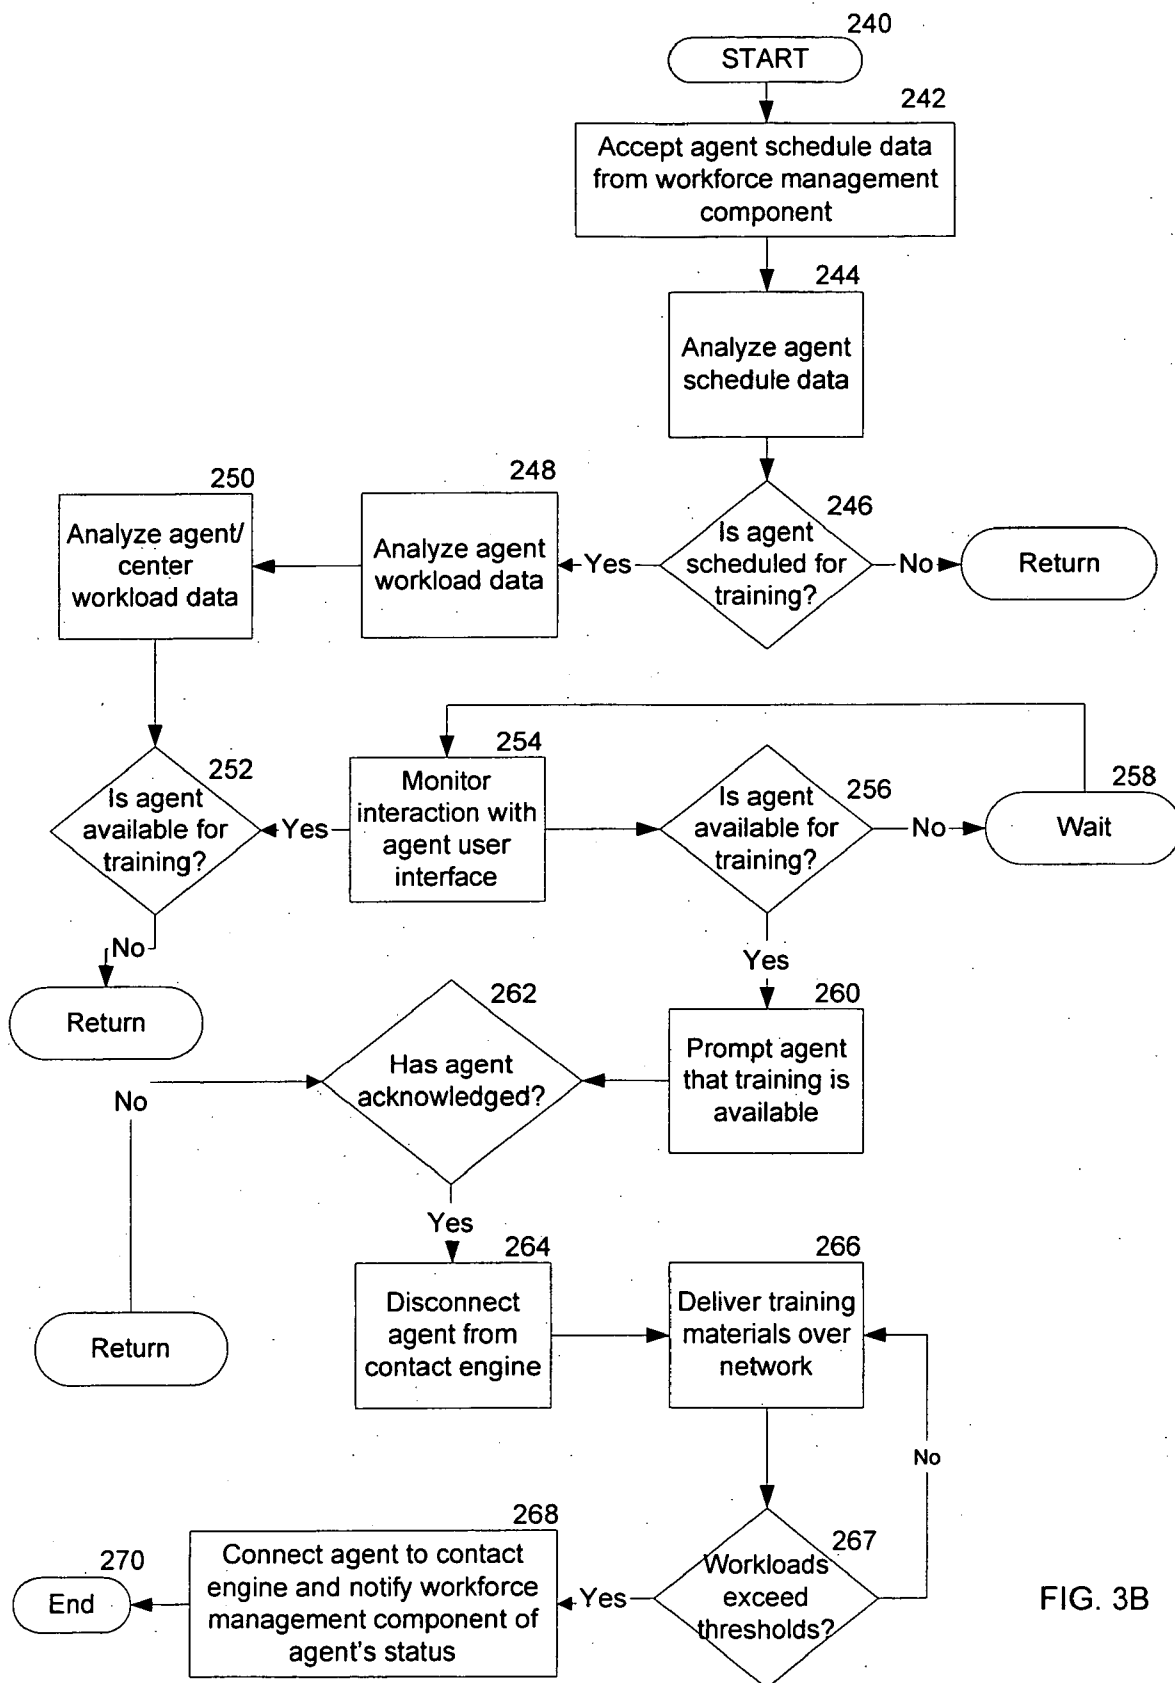 240
START
242
Accept agent schedule data
from workforce management
component
244
Analyze agent
schedule data
246
Is agent
scheduled for
training?
No
Return
Yes
248
Analyze agent
workload data
250
Analyze agent/
center
workload data
252
Is agent
available for
training?
Yes
No
Return
254
Monitor
interaction with
agent user
interface
256
Is agent
available for
training?
No
258
Wait
Yes
260
Prompt agent
that training is
available
262
Has agent
acknowledged?
No
Return
Yes
264
Disconnect
agent from
contact engine
266
Deliver training
materials over
network
No
267
Workloads
exceed
thresholds?
Yes
268
Connect agent to contact
engine and notify workforce
management component of
agent's status
270
End
FIG. 3B